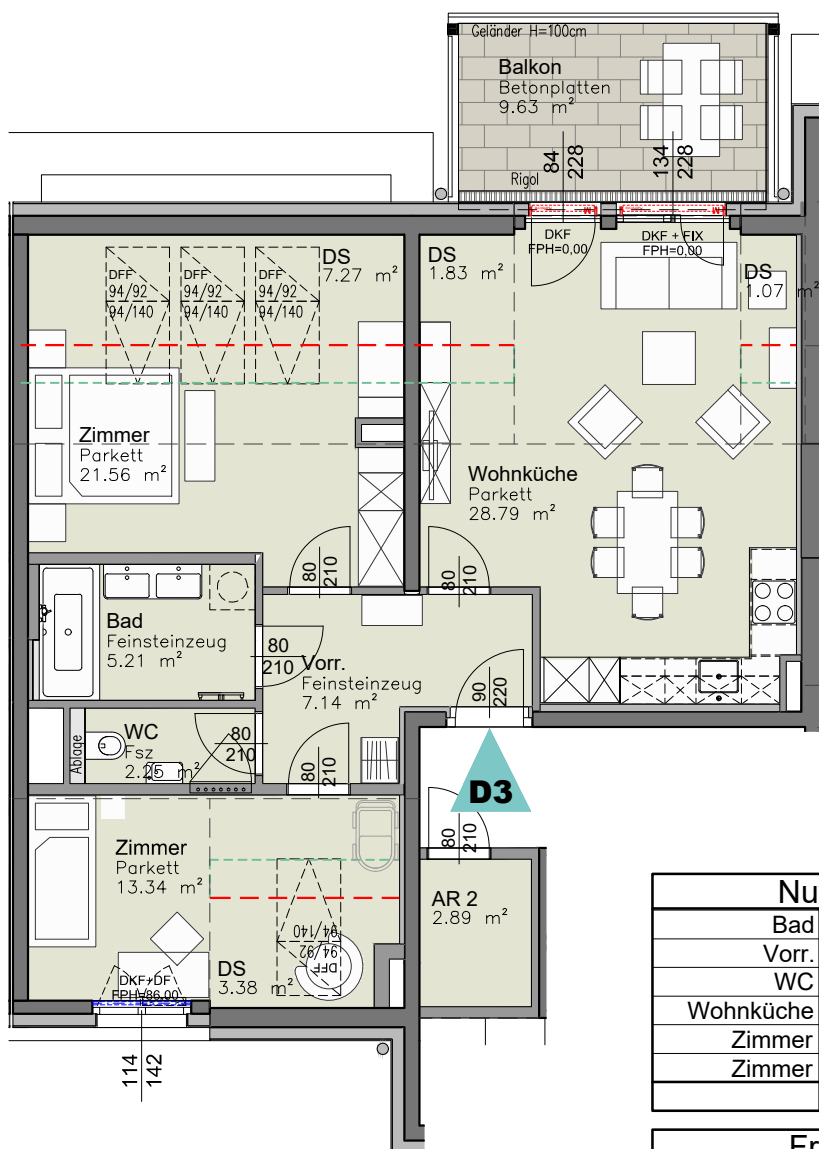 Geländer H=100cm
Balkon
Betonplatten
9.63 m²
84
228
134
228
Rigol
DKF
FPH=0,00
DKF + FIX
FPH=0,00
DS
7.27 m²
DS
1.83 m²
DS
1.07 m²
DFF
94/92
94/140
DFF
94/92
94/140
DFF
94/92
94/140
Zimmer
Parkett
21.56 m²
Wohnküche
Parkett
28.79 m²
80
210
80
210
Bad
Feinsteinzeug
5.21 m²
80
210
Vorr.
Feinsteinzeug
7.14 m²
90
220
WC
Fsz
2.25 m²
Ablage
80
210
80
210
D3
80
210
Zimmer
Parkett
13.34 m²
AR 2
2.89 m²
94/140
94/92
DFF
DS
3.38 m²
DKF+DF
FPH=86,00
114
142
Nu
Bad
Vorr.
WC
Wohnküche
Zimmer
Zimmer